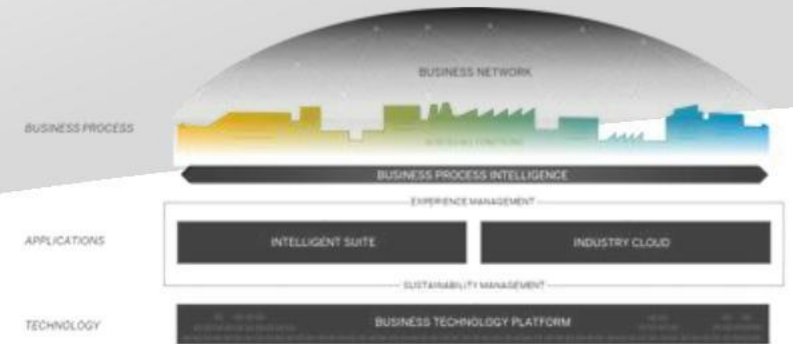 BUSINESS NETWORK
BUSINESS PROCESS
BUSINESS PROCESS INTELLIGENCE
EXPERIENCE MANAGEMENT
APPLICATIONS
INTELLIGENT SUITE
INDUSTRY CLOUD
SUSTAINABILITY MANAGEMENT
TECHNOLOGY
BUSINESS TECHNOLOGY PLATFORM